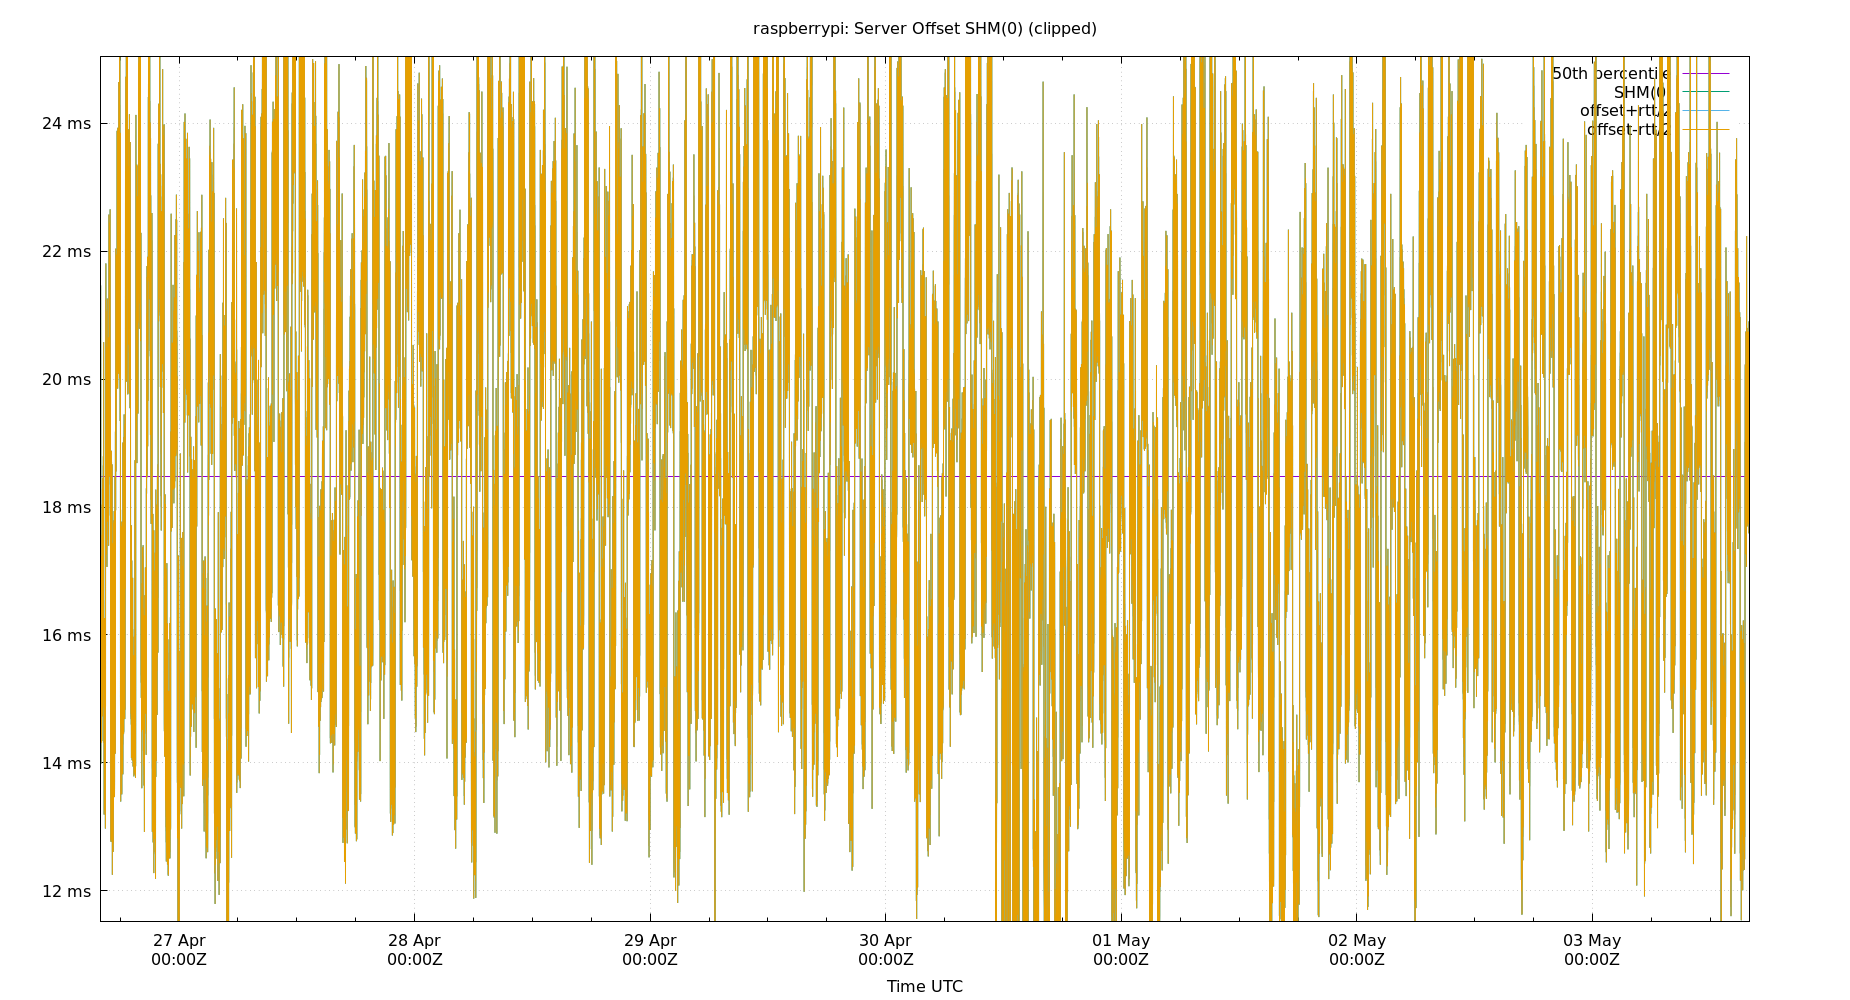 raspberrypi: Server Offset SHM(0) (clipped)
50th percentile
SHM(0)
offset+rtt/2
offset-rtt/2
24 ms
22 ms
20 ms
18 ms
16 ms
14 ms
12 ms
27 Apr 28 Apr 29 Apr 30 Apr 01 May 02 May 03 May
00:00Z 00:00Z 00:00Z 00:00Z 00:00Z 00:00Z 00:00Z
Time UTC